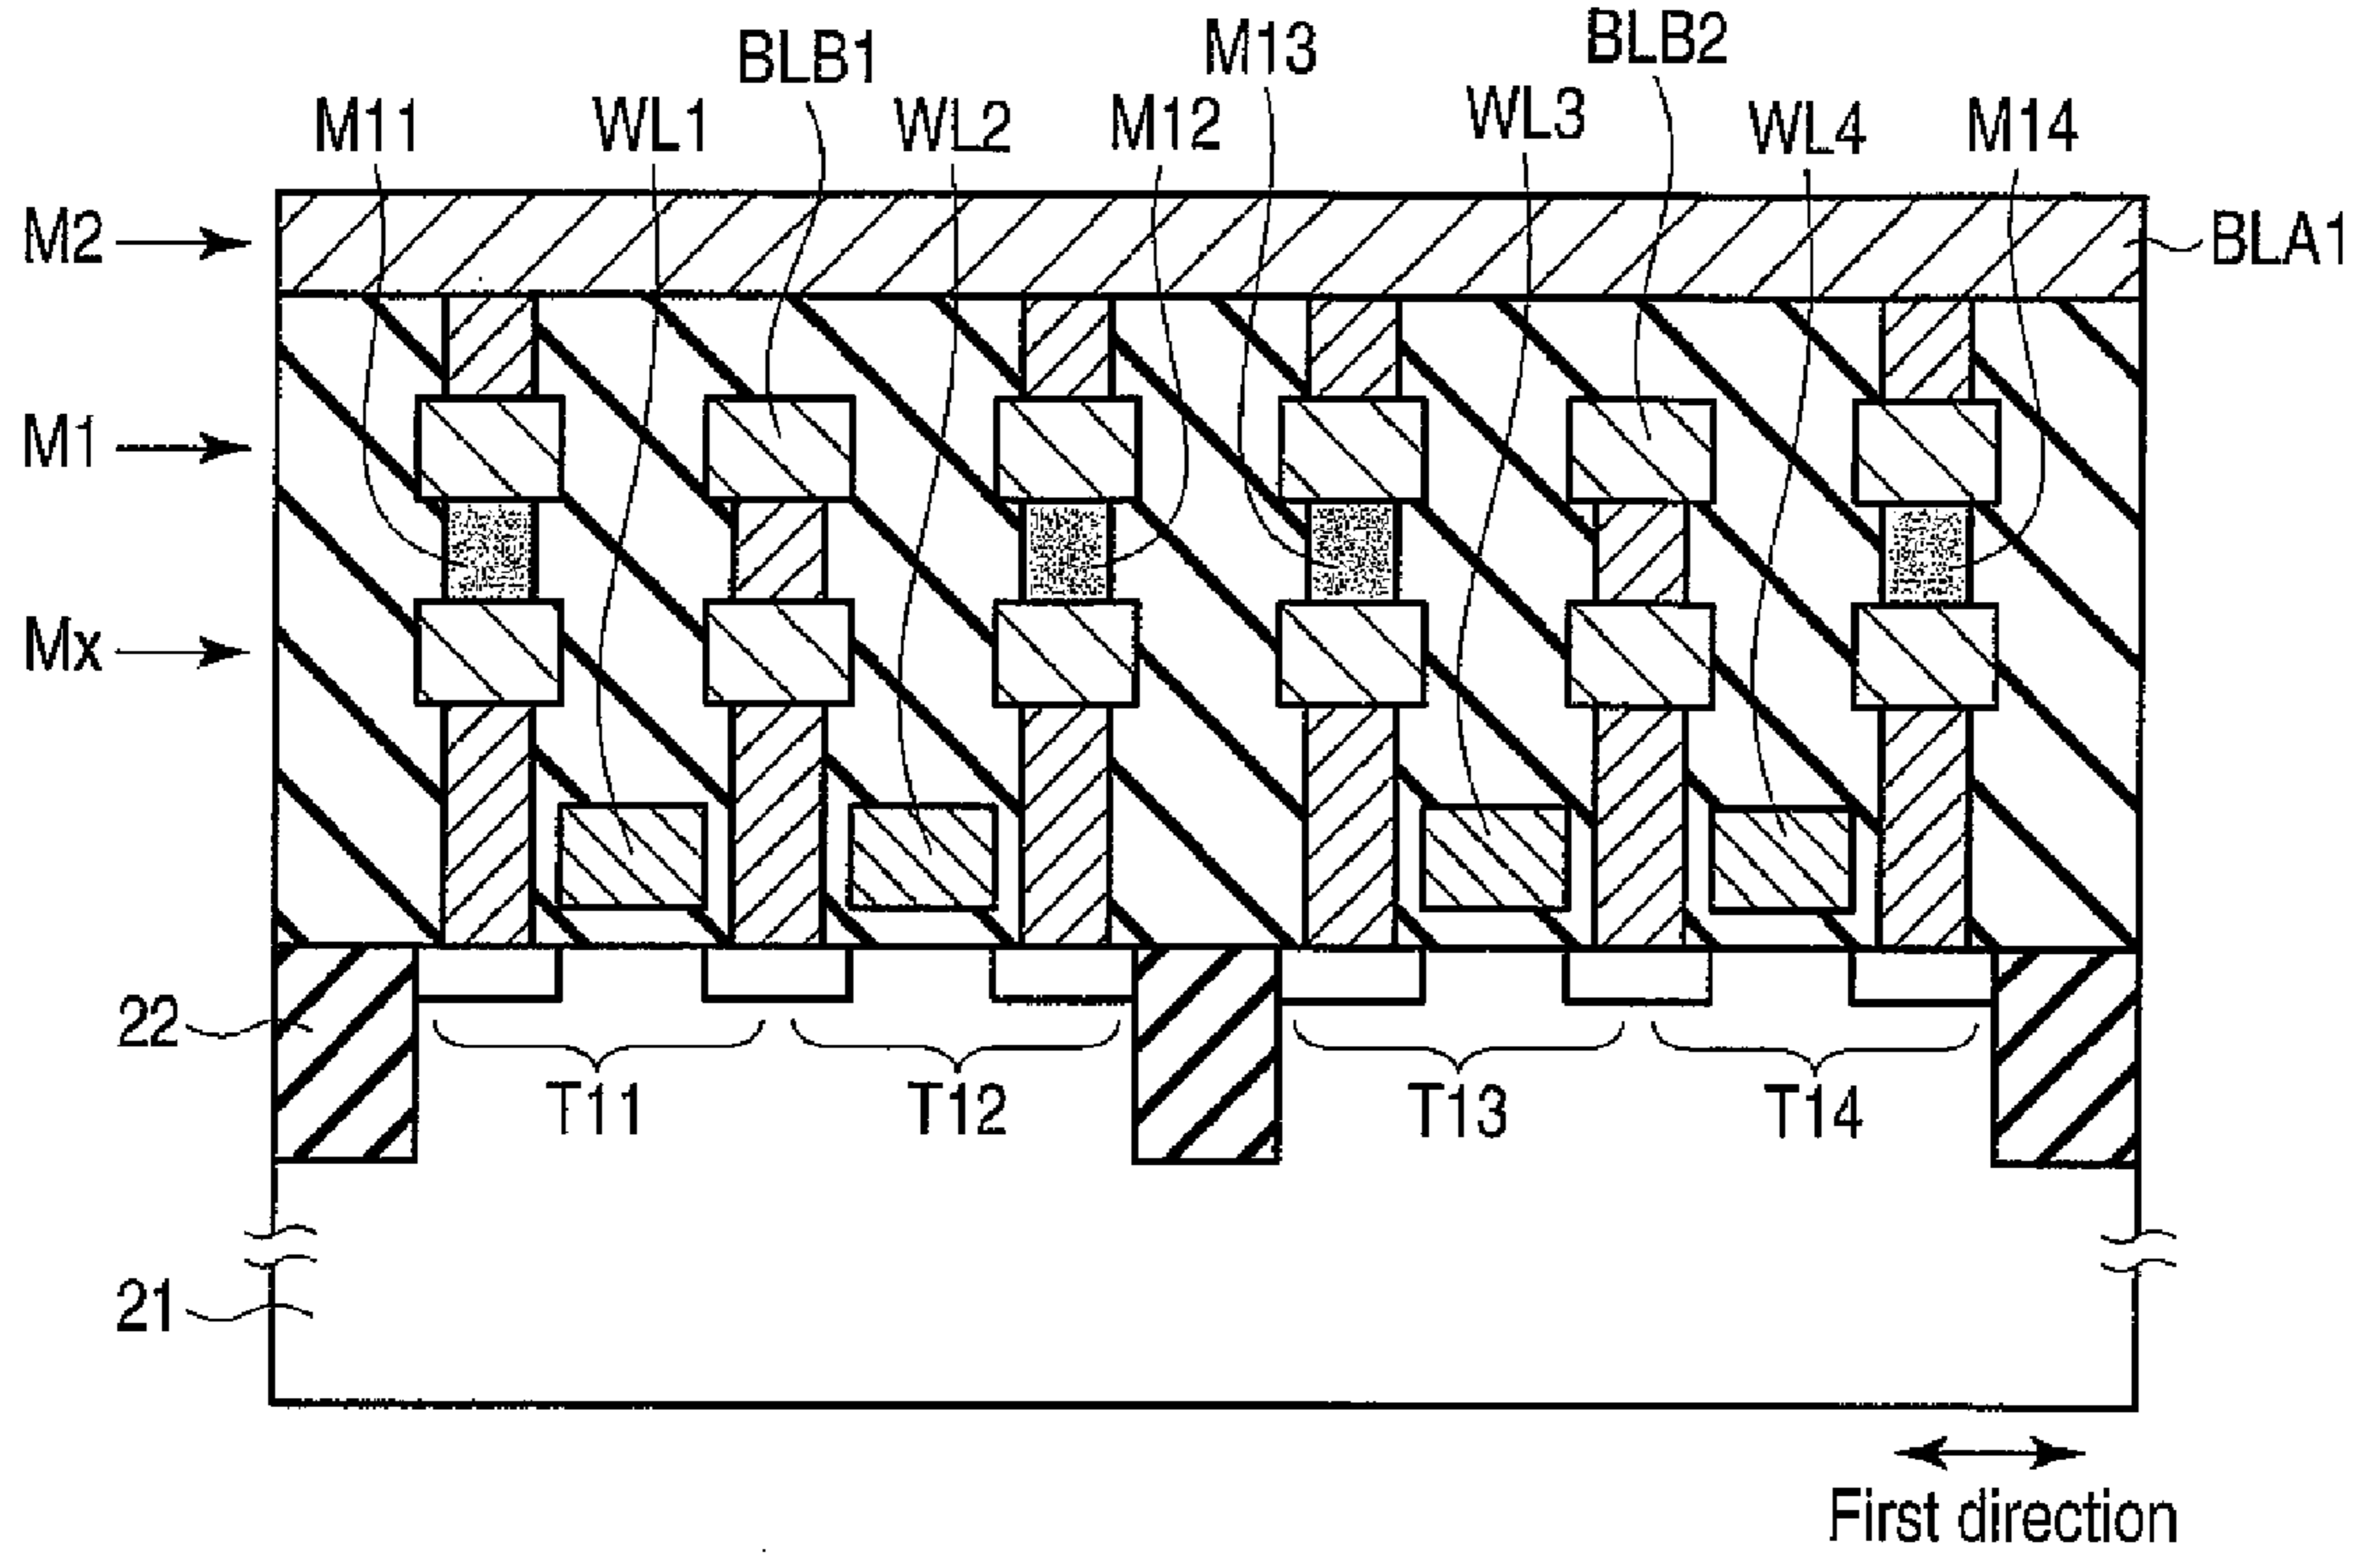 BLB1
M13
BLB2
M11
WL1
WL2
M12
WL3
WL4
M14
M2
BLA1
M1
Mx
22
T11
T12
T13
T14
21
First direction